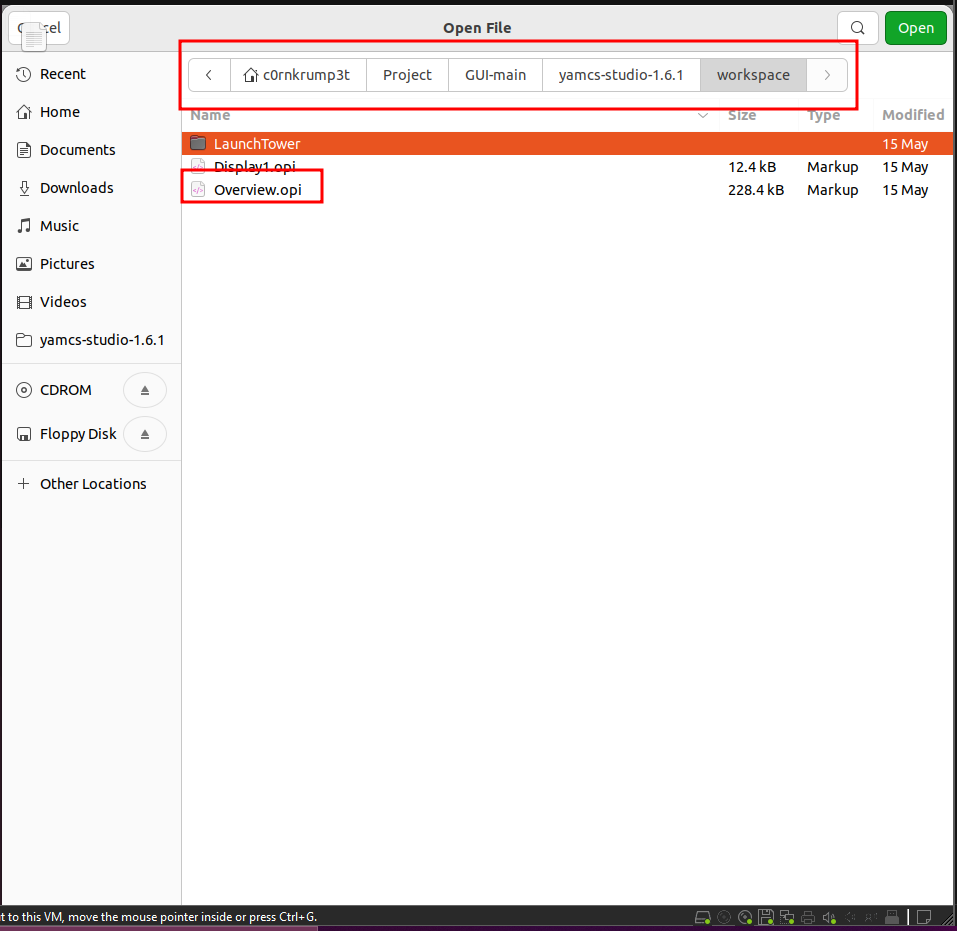 Open File
Open
c0rnkrump3t Project GUI-main yamcs-studio-1.6.1 workspace
Name Size Type Modified
LaunchTower 15 May
Display1.opi 12.4 kB Markup 15 May
Overview.opi 228.4 kB Markup 15 May
Recent
Home
Documents
Downloads
Music
Pictures
Videos
yamcs-studio-1.6.1
CDROM
Floppy Disk
Other Locations
to this VM, move the mouse pointer inside or press Ctrl+G.